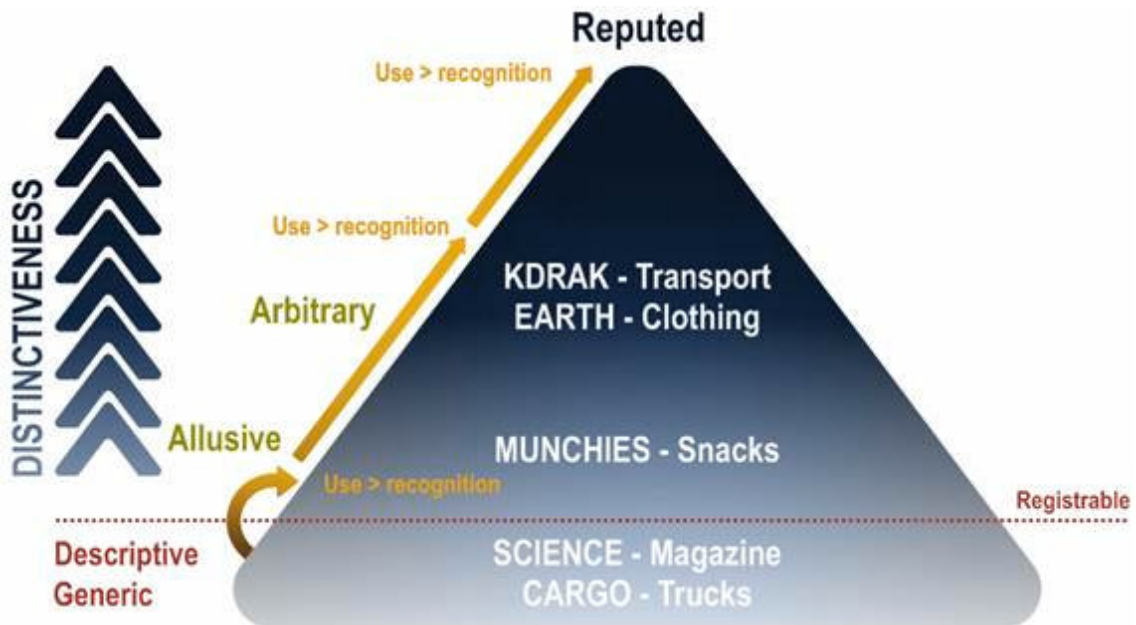 Reputed
Use > recognition
DISTINCTIVENESS
Use > recognition
KDRAK - Transport
Arbitrary
EARTH - Clothing
Allusive
MUNCHIES - Snacks
Use > recognition
Registrable
Descriptive
Generic
SCIENCE - Magazine
CARGO - Trucks